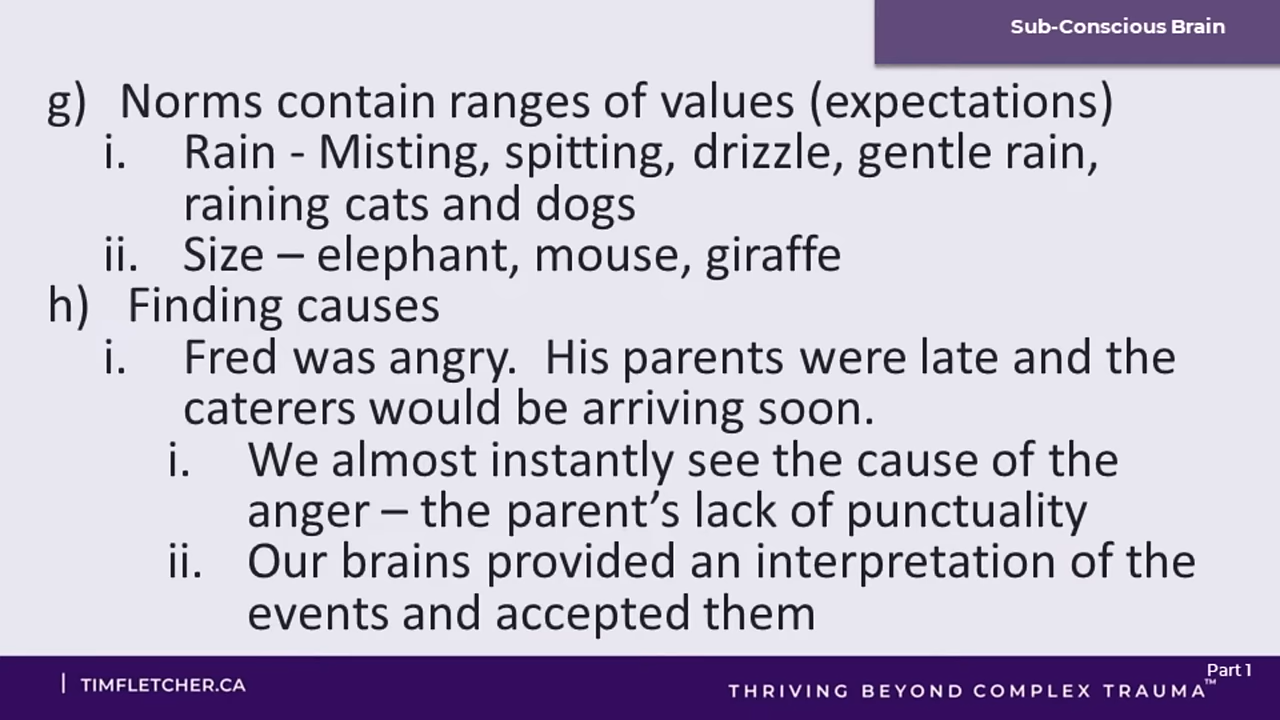 Sub-Conscious Brain
g) Norms contain ranges of values (expectations)
i. Rain - Misting, spitting, drizzle, gentle rain,
raining cats and dogs
ii. Size – elephant, mouse, giraffe
h) Finding causes
i. Fred was angry.  His parents were late and the
caterers would be arriving soon.
i. We almost instantly see the cause of the
anger – the parent’s lack of punctuality
ii. Our brains provided an interpretation of the
events and accepted them
Part 1
| TIMFLETCHER.CA
THRIVING BEYOND COMPLEX TRAUMA™